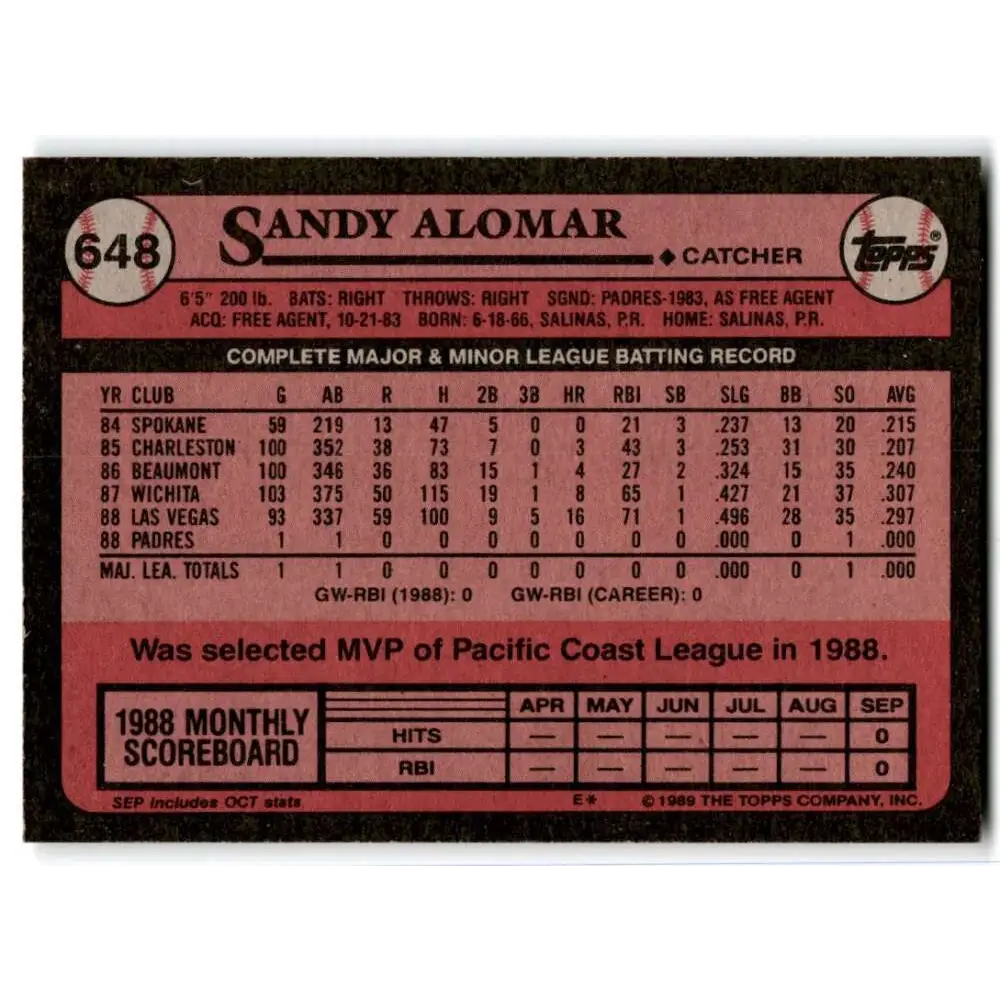 648
SANDY ALOMAR
◆ CATCHER
topps®
6'5" 200 lb. BATS: RIGHT THROWS: RIGHT SGND: PADRES-1983, AS FREE AGENT
ACQ: FREE AGENT, 10-21-83 BORN: 6-18-66, SALINAS, P.R. HOME: SALINAS, P.R.
COMPLETE MAJOR & MINOR LEAGUE BATTING RECORD
YR CLUB G AB R H 2B 3B HR RBI SB SLG BB SO AVG
84 SPOKANE 59 219 13 47 5 0 0 21 3 .237 13 20 .215
85 CHARLESTON 100 352 38 73 7 0 3 43 3 .253 31 30 .207
86 BEAUMONT 100 346 36 83 15 1 4 27 2 .324 15 35 .240
87 WICHITA 103 375 50 115 19 1 8 65 1 .427 21 37 .307
88 LAS VEGAS 93 337 59 100 9 5 16 71 1 .496 28 35 .297
88 PADRES 1 1 0 0 0 0 0 0 0 .000 0 1 .000
MAJ. LEA. TOTALS 1 1 0 0 0 0 0 0 0 .000 0 1 .000
GW-RBI (1988): 0 GW-RBI (CAREER): 0
Was selected MVP of Pacific Coast League in 1988.
1988 MONTHLY
SCOREBOARD
APR MAY JUN JUL AUG SEP
HITS — — — — — 0
RBI — — — — — 0
SEP includes OCT stats E* © 1989 THE TOPPS COMPANY, INC.